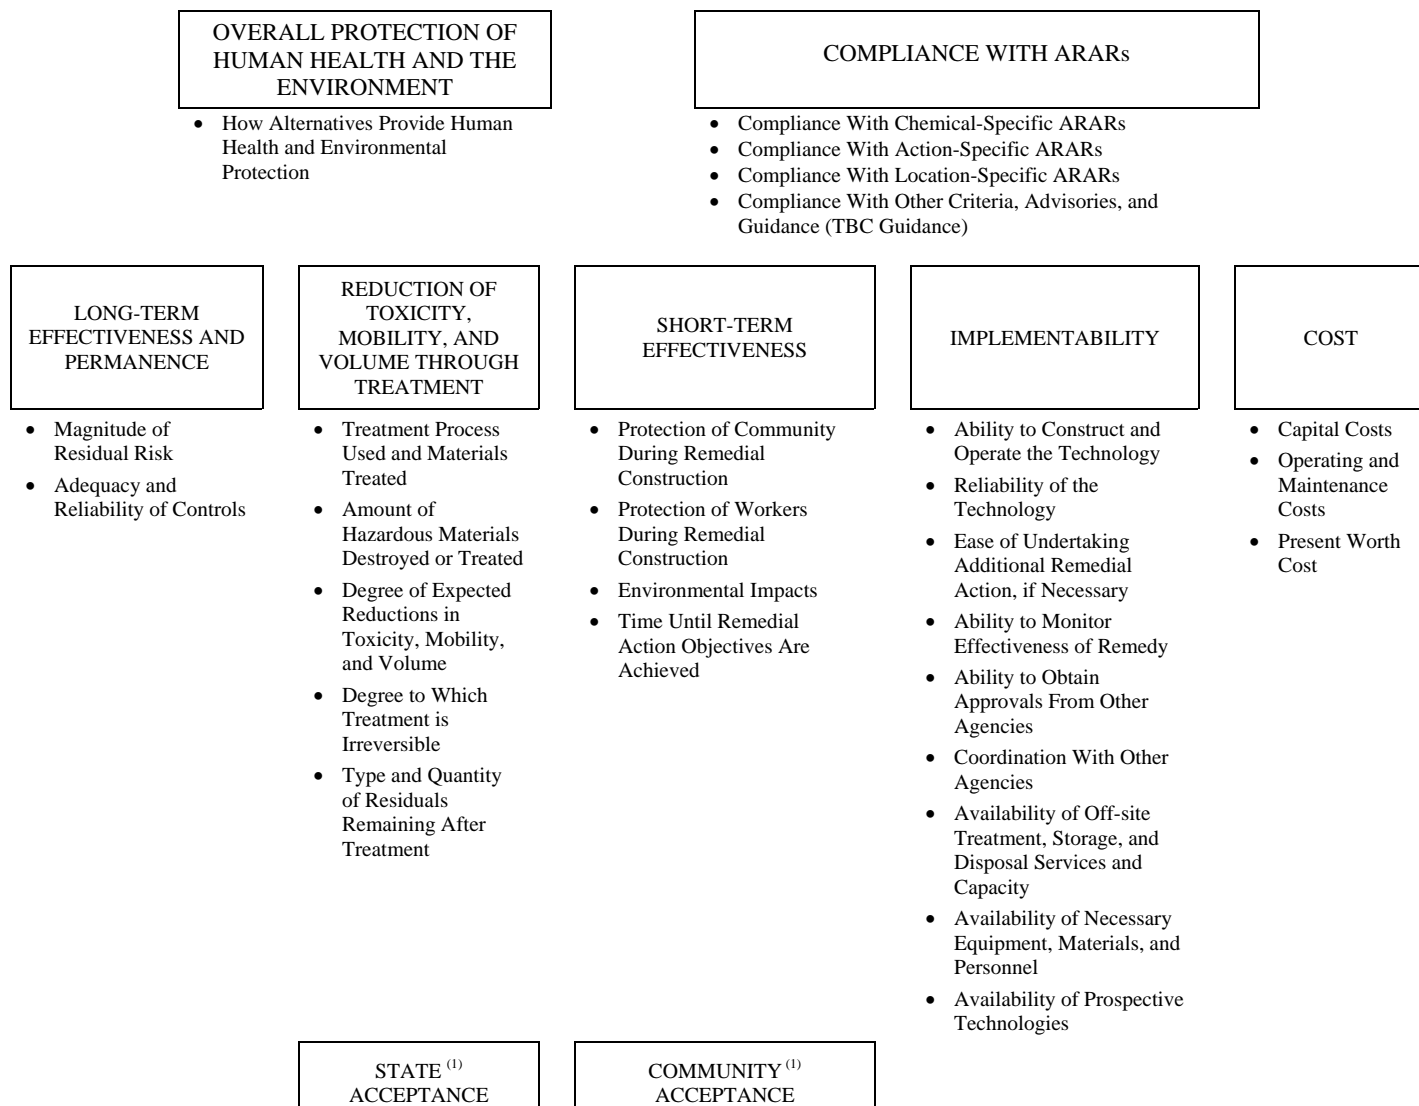 OVERALL PROTECTION OF
HUMAN HEALTH AND THE
ENVIRONMENT
• How Alternatives Provide Human
Health and Environmental
Protection
COMPLIANCE WITH ARARs
• Compliance With Chemical-Specific ARARs
• Compliance With Action-Specific ARARs
• Compliance With Location-Specific ARARs
• Compliance With Other Criteria, Advisories, and
Guidance (TBC Guidance)
LONG-TERM
EFFECTIVENESS AND
PERMANENCE
• Magnitude of
Residual Risk
• Adequacy and
Reliability of Controls
REDUCTION OF
TOXICITY,
MOBILITY, AND
VOLUME THROUGH
TREATMENT
• Treatment Process
Used and Materials
Treated
• Amount of
Hazardous Materials
Destroyed or Treated
• Degree of Expected
Reductions in
Toxicity, Mobility,
and Volume
• Degree to Which
Treatment is
Irreversible
• Type and Quantity
of Residuals
Remaining After
Treatment
SHORT-TERM
EFFECTIVENESS
• Protection of Community
During Remedial
Construction
• Protection of Workers
During Remedial
Construction
• Environmental Impacts
• Time Until Remedial
Action Objectives Are
Achieved
IMPLEMENTABILITY
• Ability to Construct and
Operate the Technology
• Reliability of the
Technology
• Ease of Undertaking
Additional Remedial
Action, if Necessary
• Ability to Monitor
Effectiveness of Remedy
• Ability to Obtain
Approvals From Other
Agencies
• Coordination With Other
Agencies
• Availability of Off-site
Treatment, Storage, and
Disposal Services and
Capacity
• Availability of Necessary
Equipment, Materials, and
Personnel
• Availability of Prospective
Technologies
COST
• Capital Costs
• Operating and
Maintenance
Costs
• Present Worth
Cost
STATE (1)
ACCEPTANCE
COMMUNITY (1)
ACCEPTANCE